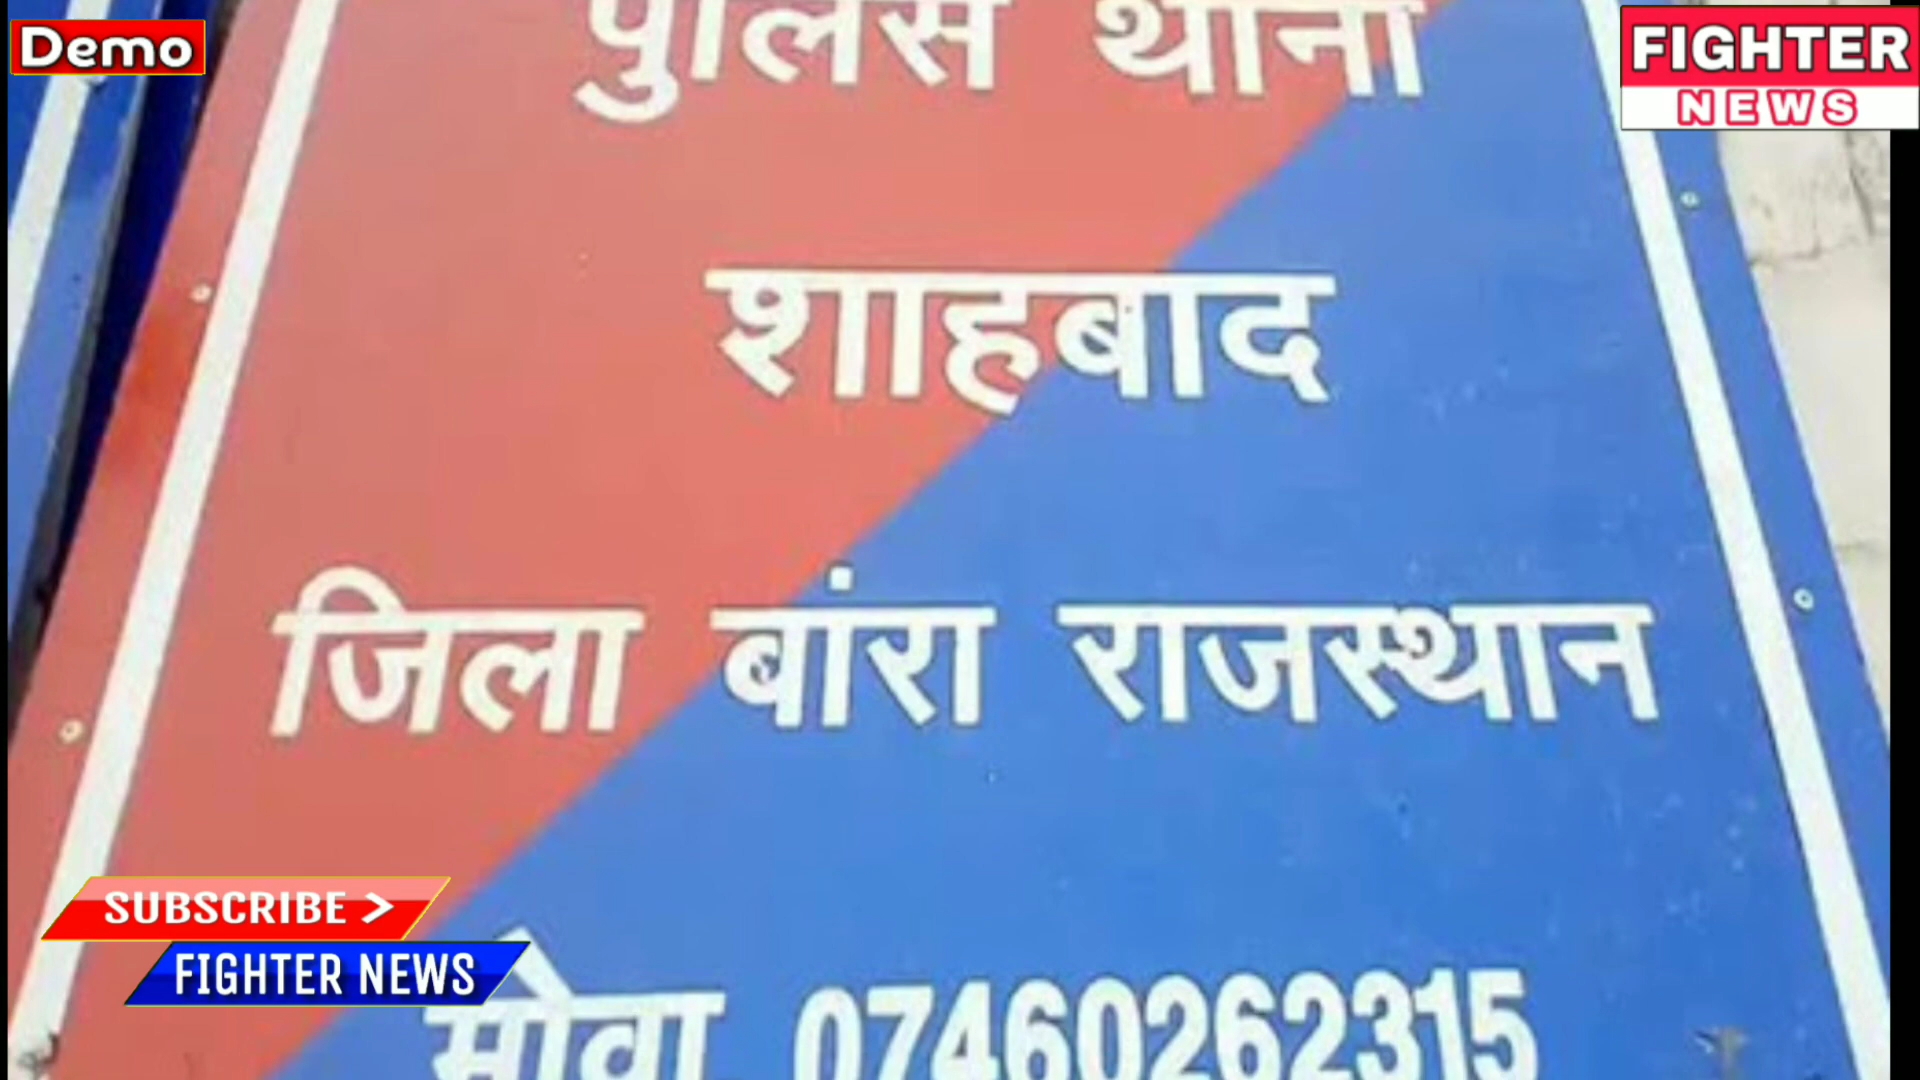 Demo
FIGHTER
NEWS
पुलिस थाना
शाहबाद
जिला बांरा राजस्थान
SUBSCRIBE >
FIGHTER NEWS
मोवा 07460262315